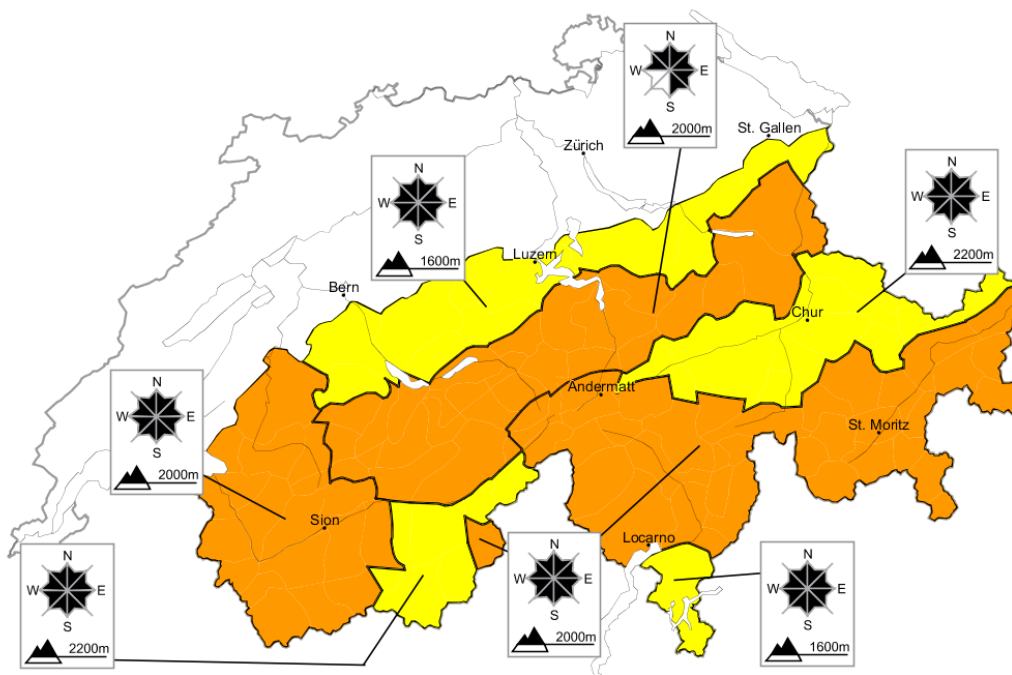 N
W E
S
2000m
St. Gallen
Zürich
N
W E
S
1600m
N
W E
S
2200m
Luzern
Bern
Chur
Andermatt
N
W E
S
2000m
St. Moritz
Sion
Locarno
N
W E
S
2200m
N
W E
S
2000m
N
W E
S
1600m